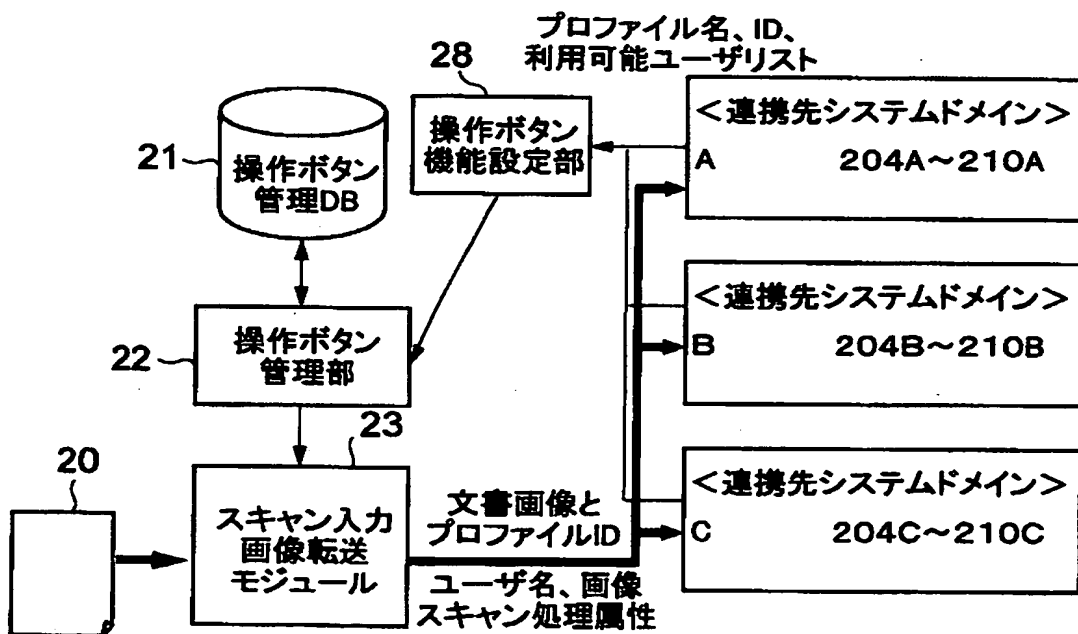 プロファイル名、ID、
利用可能ユーザリスト
28
操作ボタン
機能設定部
21
操作ボタン
管理DB
22
操作ボタン
管理部
20
23
スキャン入力
画像転送
モジュール
文書画像と
プロファイルID
ユーザ名、画像
スキャン処理属性
＜連携先システムドメイン＞
A
204A～210A
＜連携先システムドメイン＞
B
204B～210B
＜連携先システムドメイン＞
C
204C～210C